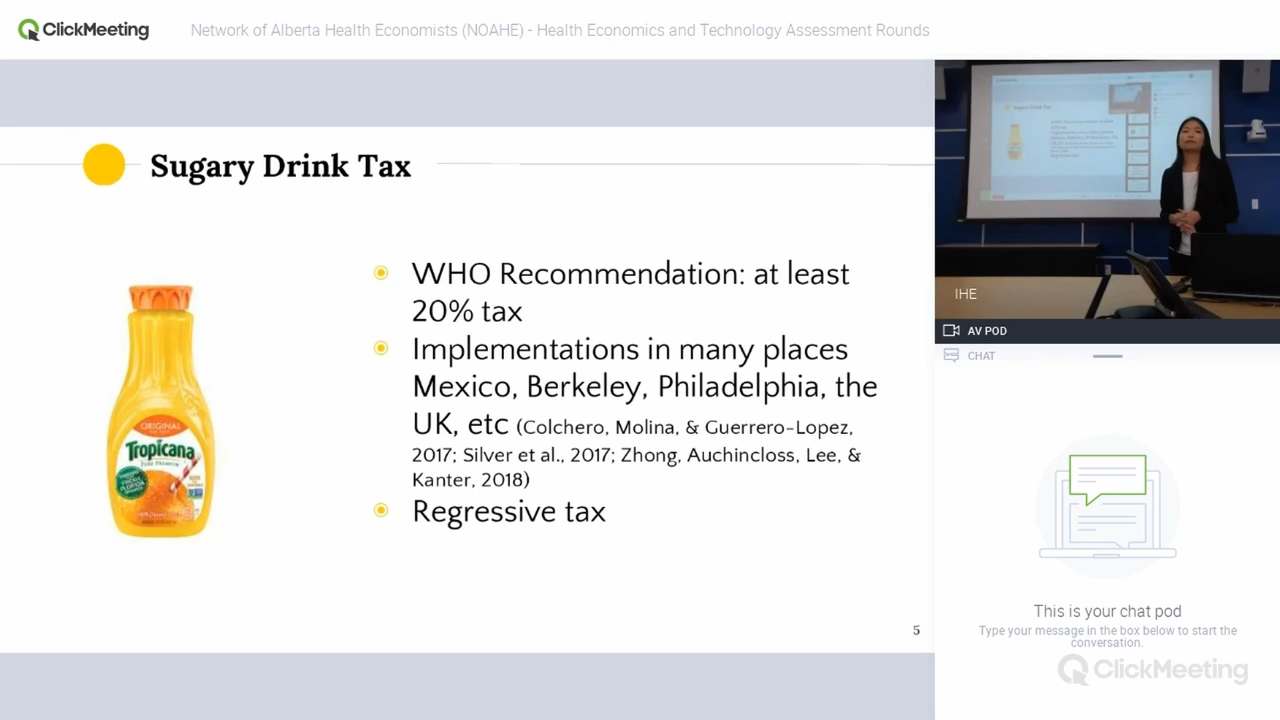 ClickMeeting
Network of Alberta Health Economists (NOAHE) - Health Economics and Technology Assessment Rounds
Sugary Drink Tax
WHO Recommendation: at least
20% tax
Implementations in many places
Mexico, Berkeley, Philadelphia, the
UK, etc (Colchero, Molina, & Guerrero-Lopez,
2017; Silver et al., 2017; Zhong, Auchincloss, Lee, &
Kanter, 2018)
Regressive tax
ORIGINAL
Tropicana
PURE PREMIUM
5
Sugary Drink Tax
IHE
AV POD
CHAT
This is your chat pod
Type your message in the box below to start the
conversation.
ClickMeeting